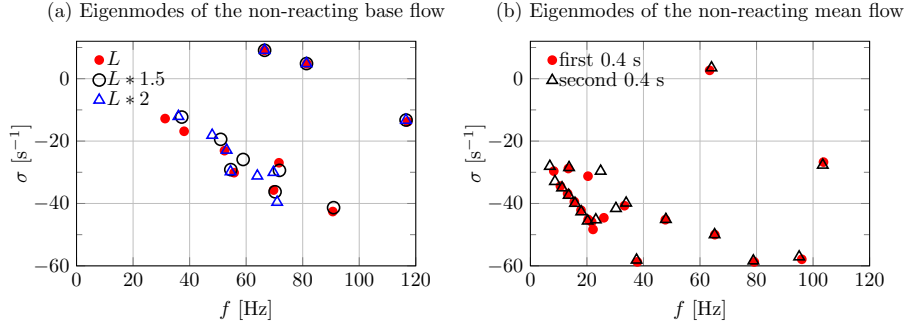 (a) Eigenmodes of the non-reacting base flow
L
L ∗ 1.5
L ∗ 2
0
−20
−40
−60
0 20 40 60 80 100 120
σ [s⁻¹]
f [Hz]
(b) Eigenmodes of the non-reacting mean flow
first 0.4 s
second 0.4 s
0
−20
−40
−60
0 20 40 60 80 100 120
σ [s⁻¹]
f [Hz]